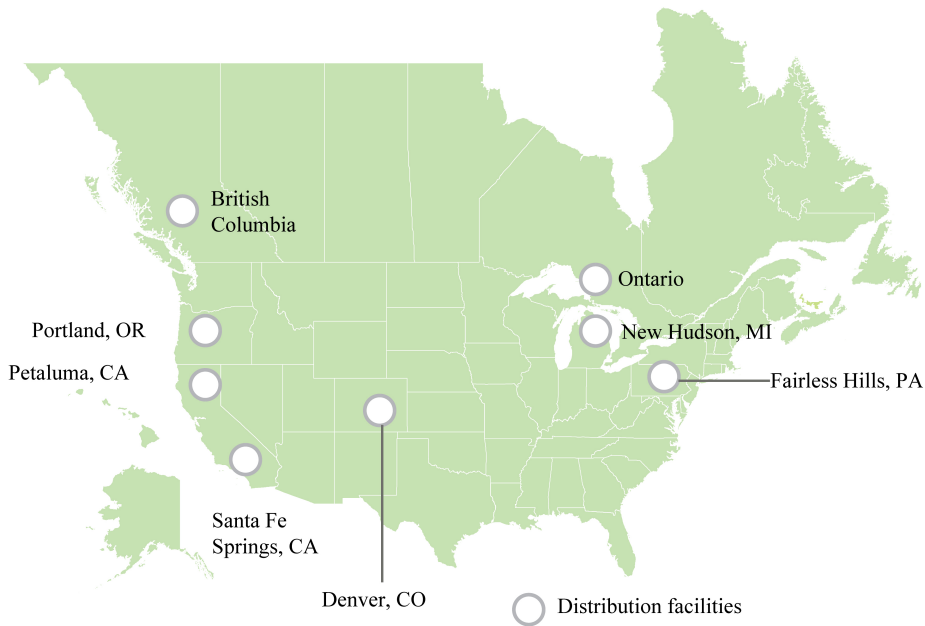 British
Columbia
Ontario
Portland, OR
New Hudson, MI
Petaluma, CA
Fairless Hills, PA
Santa Fe
Springs, CA
Denver, CO
Distribution facilities